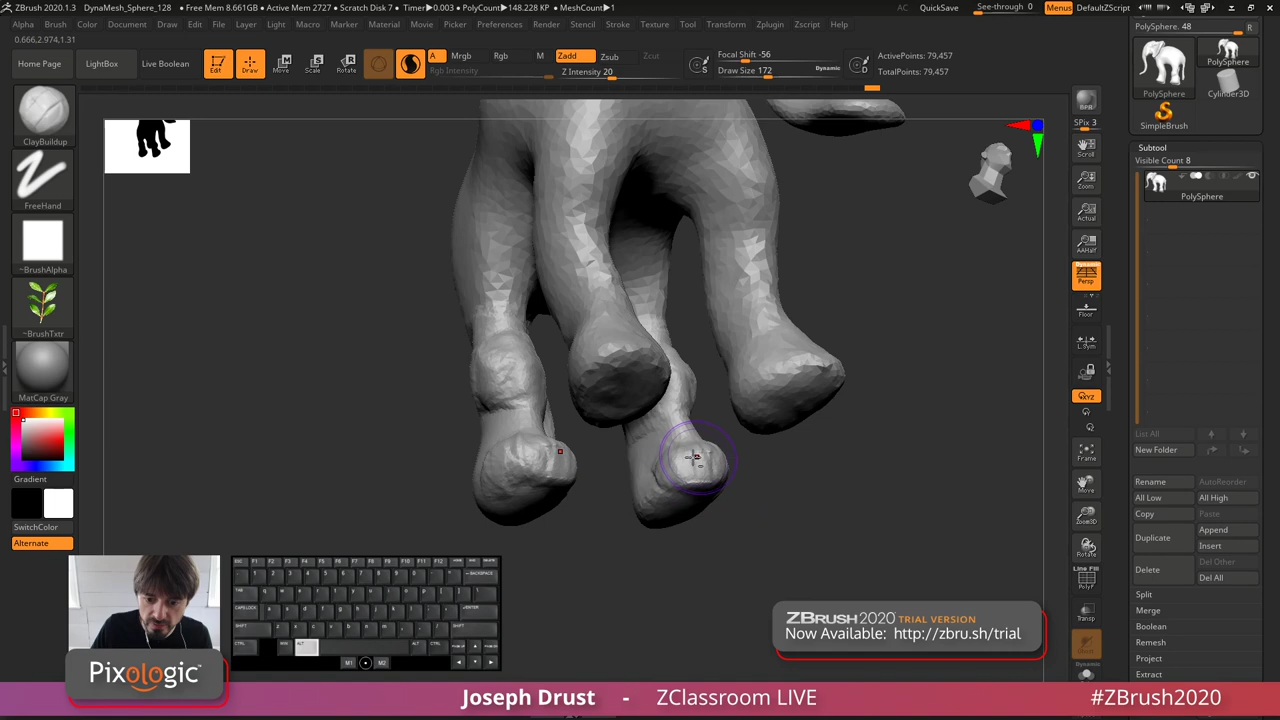 ZBrush 2020.1.3 DynaMesh_Sphere_128 • Free Mem 8.661GB • Active Mem 2727 • Scratch Disk 7 • Timer▶0.003 • PolyCount▶148.228 KP • MeshCount▶1
AC QuickSave See-through 0 Menus DefaultZScript
Alpha Brush Color Document Draw Edit File Layer Light Macro Marker Material Movie Picker Preferences Render Stencil Stroke Texture Tool Transform Zplugin Zscript Help
0.666,2.974,1.31
Home Page LightBox Live Boolean
Edit Draw Move Scale Rotate
A Mrgb Rgb M
Rgb Intensity
Zadd Zsub Zcut
Z Intensity 20
Focal Shift -56
Draw Size 172 Dynamic
ActivePoints: 79,457
TotalPoints: 79,457
ClayBuildup
FreeHand
~BrushAlpha
~BrushTxtr
MatCap Gray
Gradient
SwitchColor
Alternate
BPR
SPix 3
Scroll
Zoom
Actual
AAHalf
Dynamic
Persp
Floor
L.Sym
XYZ
Frame
Move
Zoom3D
Rotate
Line Fill
PolyF
Transp
Ghost
Dynamic
PolySphere. 48 R
PolySphere
PolySphere
Cylinder3D
SimpleBrush
Subtool
Visible Count 8
PolySphere
List All
New Folder
Rename AutoReorder
All Low All High
Copy Paste
Duplicate Append
Insert
Delete Del Other
Del All
Split
Merge
Boolean
Remesh
Project
Extract
M1 M2
ZBRUSH 2020 TRIAL VERSION
Now Available: http://zbru.sh/trial
Pixologic™
Joseph Drust - ZClassroom LIVE #ZBrush2020